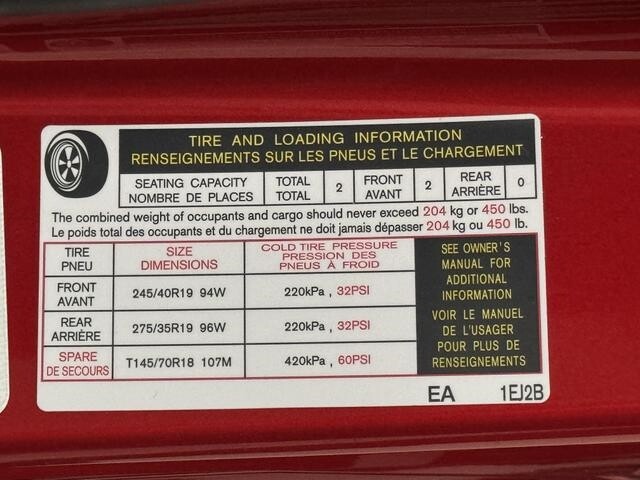 TIRE AND LOADING INFORMATION
RENSEIGNEMENTS SUR LES PNEUS ET LE CHARGEMENT
SEATING CAPACITY
NOMBRE DE PLACES
TOTAL
TOTAL
2
FRONT
AVANT
2
REAR
ARRIÈRE
0
The combined weight of occupants and cargo should never exceed 204 kg or 450 lbs.
Le poids total des occupants et du chargement ne doit jamais dépasser 204 kg ou 450 lb.
TIRE
PNEU
SIZE
DIMENSIONS
COLD TIRE PRESSURE
PRESSION DES
PNEUS À FROID
FRONT
AVANT
245/40R19 94W
220kPa , 32PSI
REAR
ARRIÈRE
275/35R19 96W
220kPa , 32PSI
SPARE
DE SECOURS
T145/70R18 107M
420kPa , 60PSI
SEE OWNER'S
MANUAL FOR
ADDITIONAL
INFORMATION
VOIR LE MANUEL
DE L'USAGER
POUR PLUS DE
RENSEIGNEMENTS
EA
1EJ2B